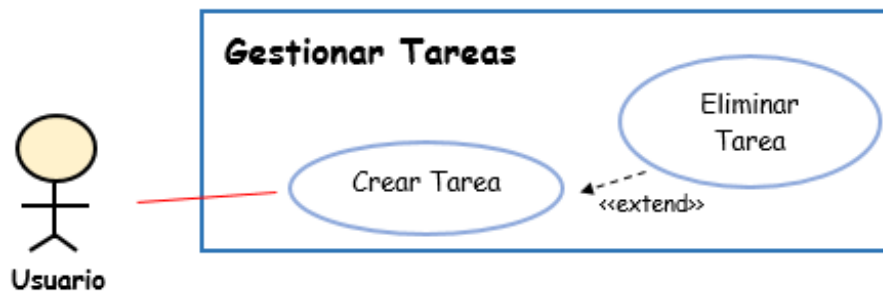 Gestionar Tareas
Eliminar
Tarea
Crear Tarea
<<extend>>
Usuario